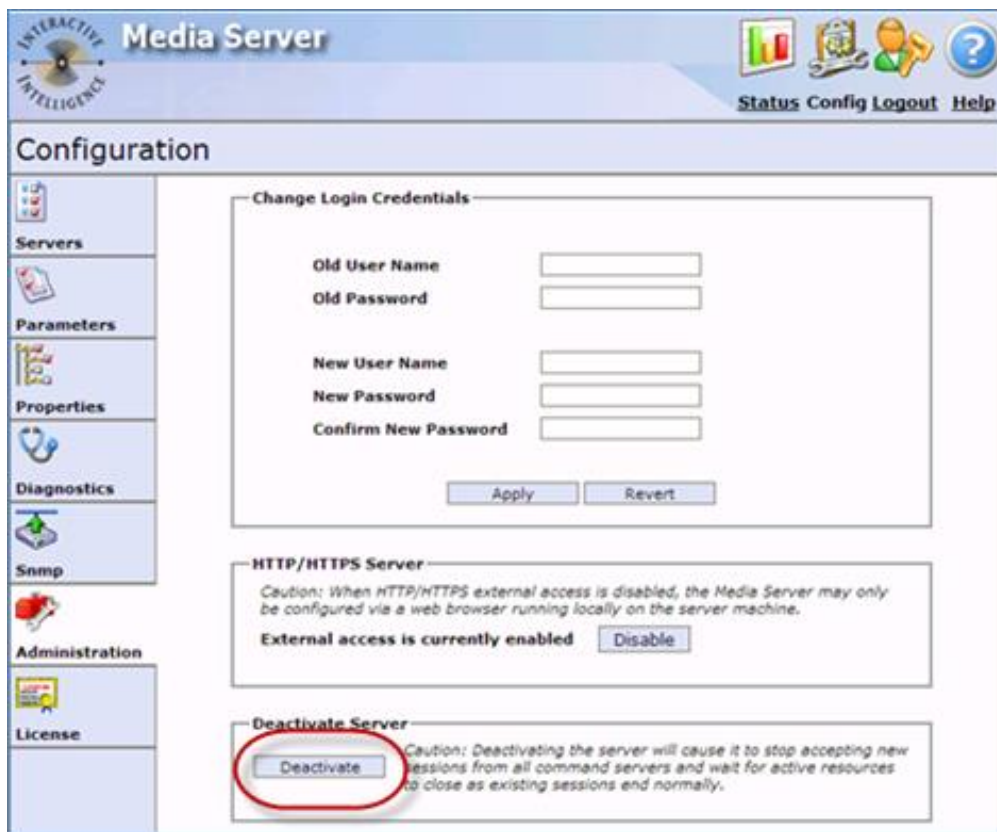 INTERACTIVE
INTELLIGENCE
Media Server
Status Config Logout Help
Configuration
Servers
Parameters
Properties
Diagnostics
Snmp
Administration
License
Change Login Credentials
Old User Name
Old Password
New User Name
New Password
Confirm New Password
Apply Revert
HTTP/HTTPS Server
Caution: When HTTP/HTTPS external access is disabled, the Media Server may only
be configured via a web browser running locally on the server machine.
External access is currently enabled Disable
Deactivate Server
Deactivate
Caution: Deactivating the server will cause it to stop accepting new
sessions from all command servers and wait for active resources
to close as existing sessions end normally.